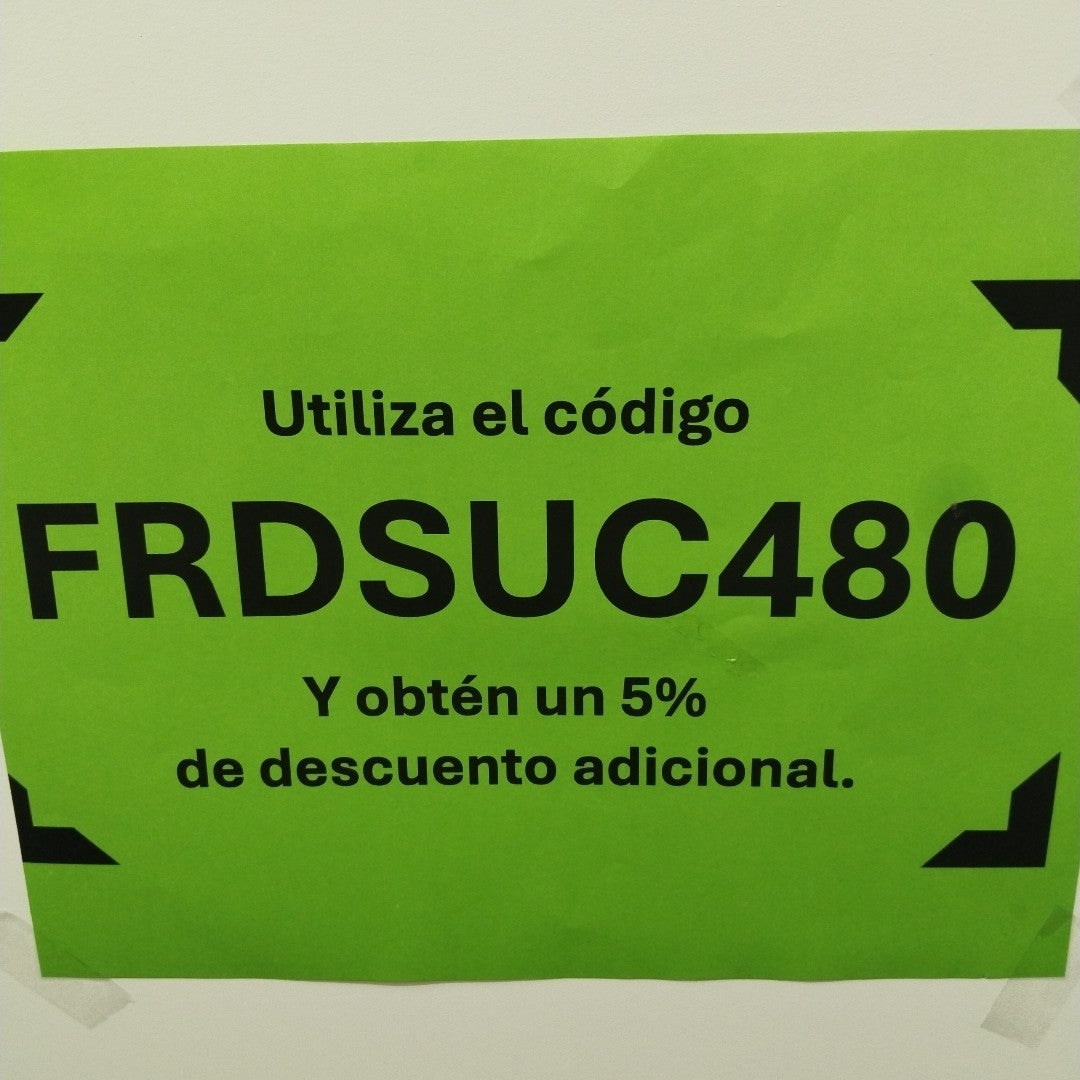 Utiliza el código
FRDSUC480
Y obtén un 5%
de descuento adicional.